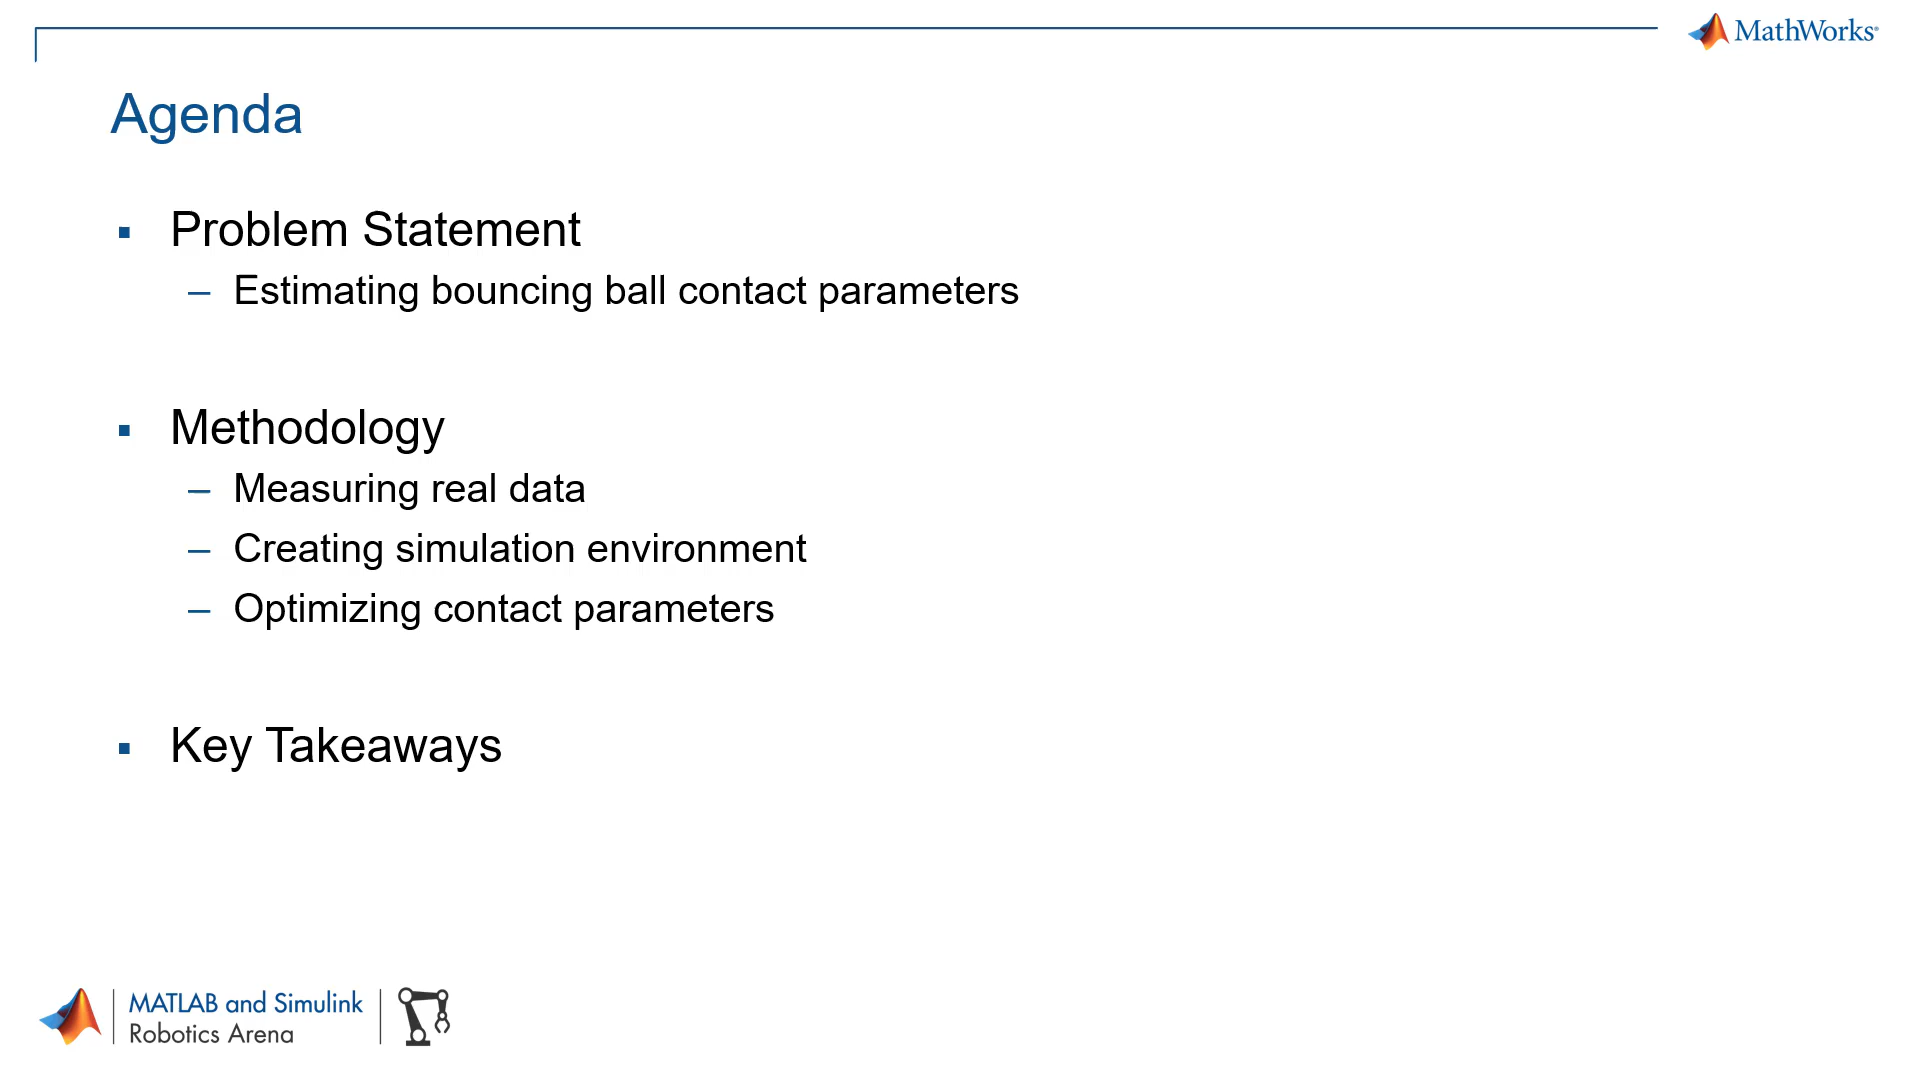 MathWorks®
Agenda
▪ Problem Statement
– Estimating bouncing ball contact parameters
▪ Methodology
– Measuring real data
– Creating simulation environment
– Optimizing contact parameters
▪ Key Takeaways
MATLAB and Simulink
Robotics Arena